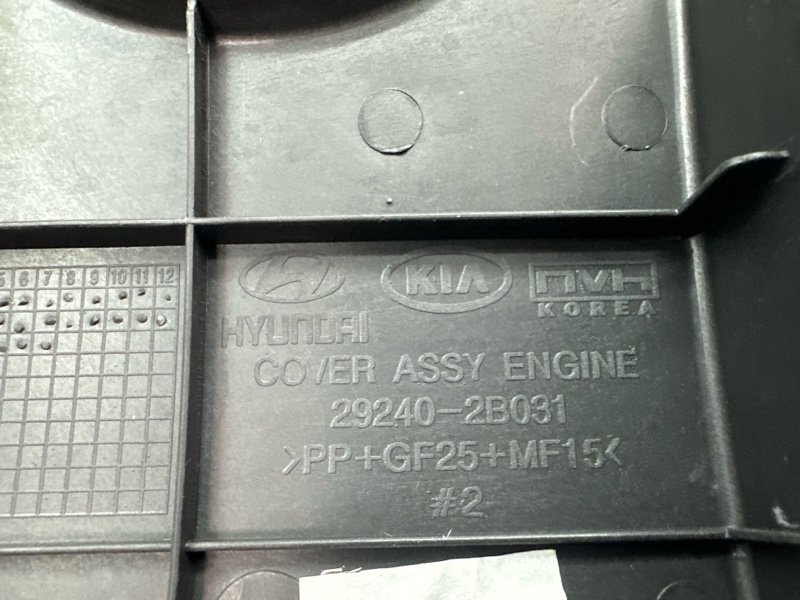 5 6 7 8 9 10 11 12
KIA NVH
KOREA
HYUNDAI
COVER ASSY ENGINE
29240-2B031
>PP+GF25+MF15<
#2